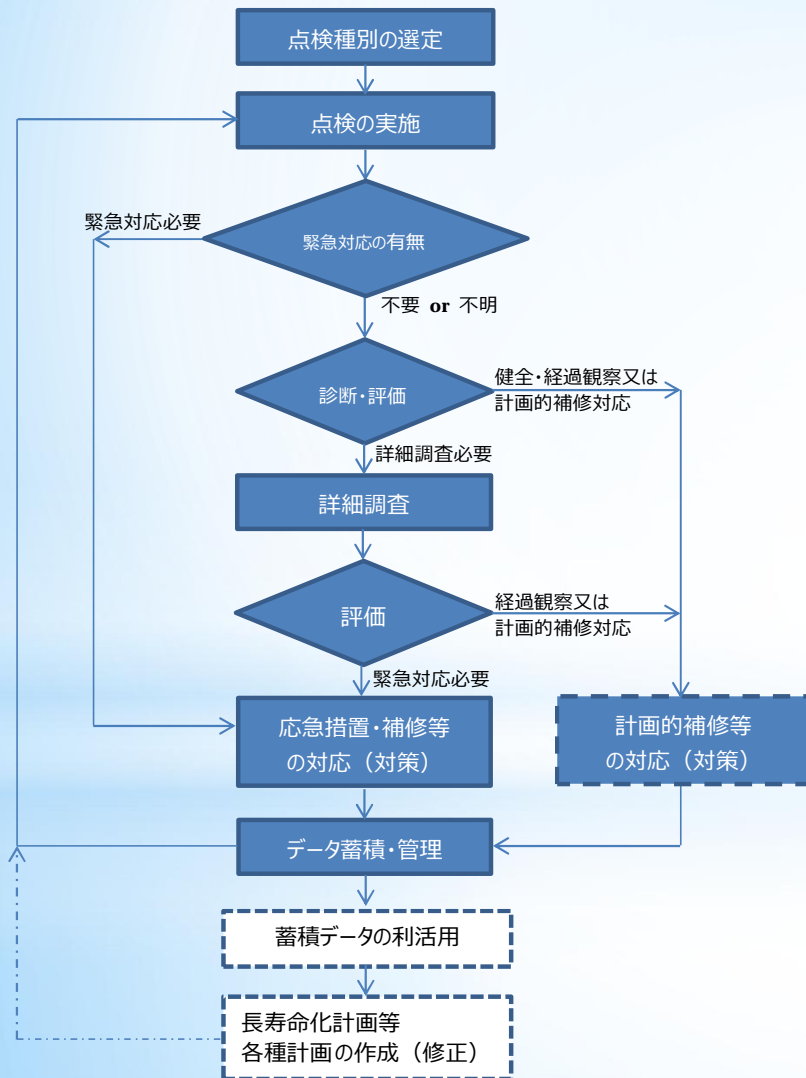 点検種別の選定
点検の実施
緊急対応必要
緊急対応の有無
不要 or 不明
診断・評価
健全・経過観察又は
計画的補修対応
詳細調査必要
詳細調査
評価
経過観察又は
計画的補修対応
緊急対応必要
応急措置・補修等
の対応（対策）
計画的補修等
の対応（対策）
データ蓄積・管理
蓄積データの利活用
長寿命化計画等
各種計画の作成（修正）